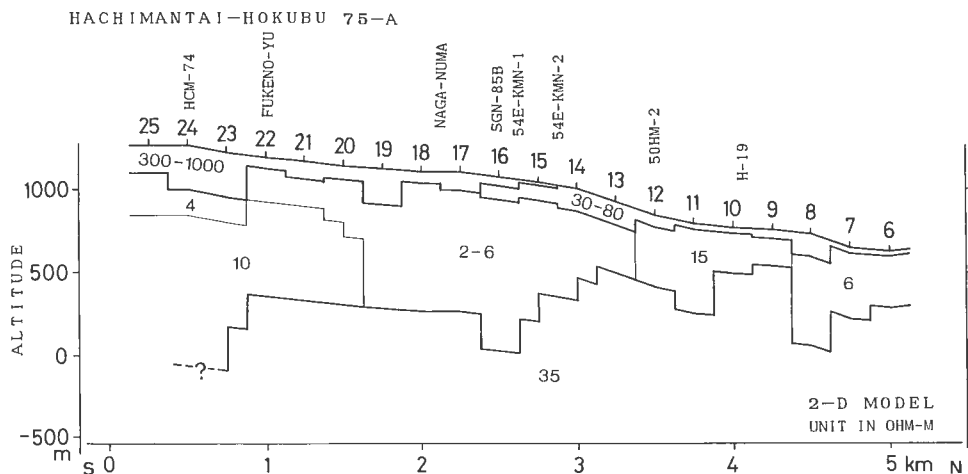 HACHIMANTAI-HOKUBU 75-A
HCM-74
FUKENO-YU
NAGA-NUMA
SGN-85B
54E-KMN-1
54E-KMN-2
50HM-2
H-19
25 24 23 22 21 20 19 18 17 16 15 14 13 12 11 10 9 8 7 6
300-1000
30-80
4
10
2-6
15
6
35
?
ALTITUDE
1000
500
0
-500
m
2-D MODEL
UNIT IN OHM-M
S 0 1 2 3 4 5 km N